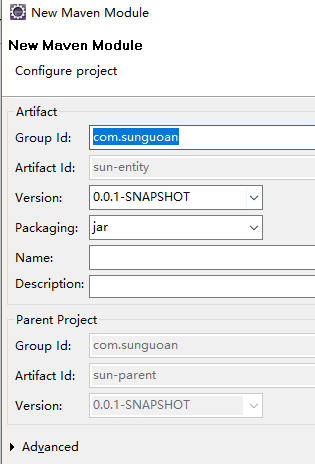 New Maven Module
New Maven Module
Configure project
Artifact
Group Id: com.sunguoan
Artifact Id: sun-entity
Version: 0.0.1-SNAPSHOT
Packaging: jar
Name:
Description:
Parent Project
Group Id: com.sunguoan
Artifact Id: sun-parent
Version: 0.0.1-SNAPSHOT
Advanced